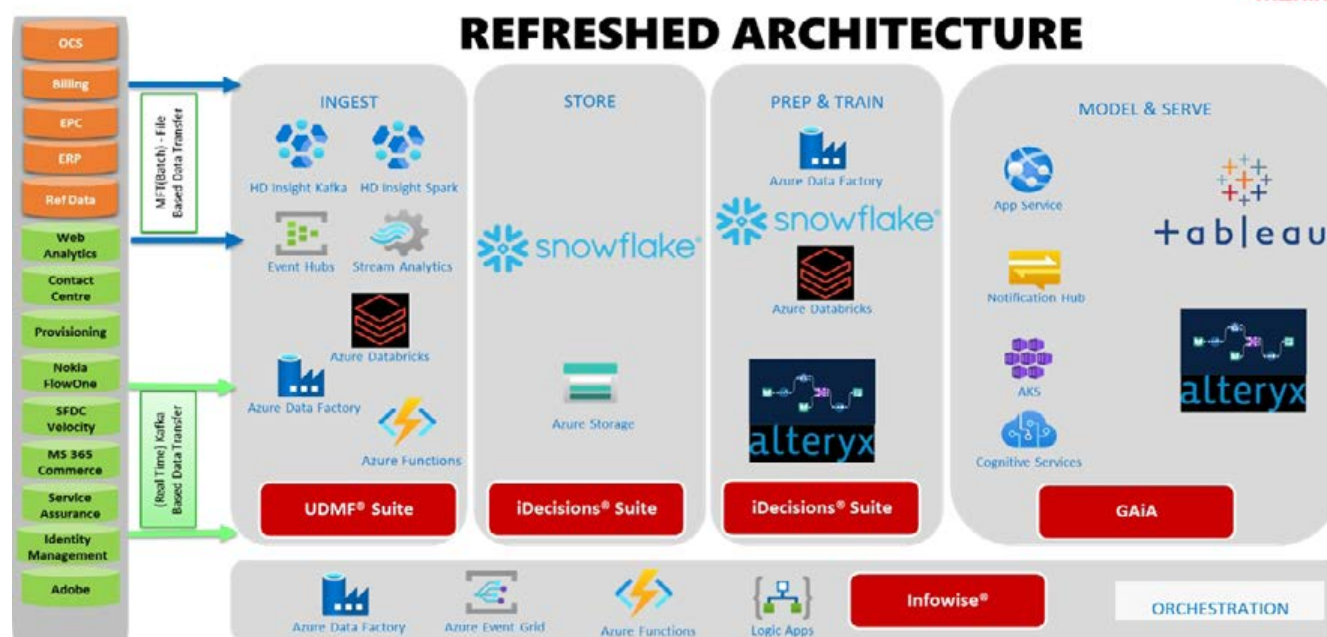 REFRESHED ARCHITECTURE
OCS
Billing
EPC
ERP
Ref Data
Web
Analytics
Contact
Centre
Provisioning
Nokia
FlowOne
SFDC
Velocity
MS 365
Commerce
Service
Assurance
Identity
Management
Adobe
MFT(Batch) - File
Based Data Transfer
(Real Time) Kafka
Based Data Transfer
INGEST
HD Insight Kafka
HD Insight Spark
Event Hubs
Stream Analytics
Azure Databricks
Azure Data Factory
Azure Functions
UDMF® Suite
STORE
snowflake®
Azure Storage
iDecisions® Suite
PREP & TRAIN
Azure Data Factory
snowflake®
Azure Databricks
alteryx
iDecisions® Suite
MODEL & SERVE
App Service
+ableau
Notification Hub
AKS
alteryx
Cognitive Services
GAiA
Azure Data Factory
Azure Event Grid
Azure Functions
Logic Apps
Infowise®
ORCHESTRATION